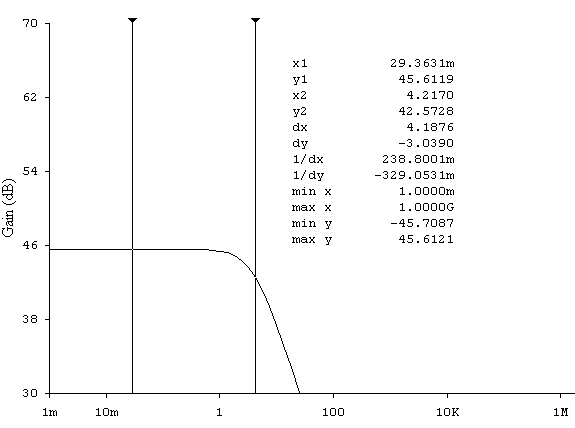 70
x1 29.3631m
y1 45.6119
62
x2 4.2170
y2 42.5728
dx 4.1876
dy -3.0390
54
1/dx 238.8001m
1/dy -329.0531m
min x 1.0000m
max x 1.0000G
min y -45.7087
max y 45.6121
Gain (dB)
46
38
30
1m 10m 1 100 10K 1M